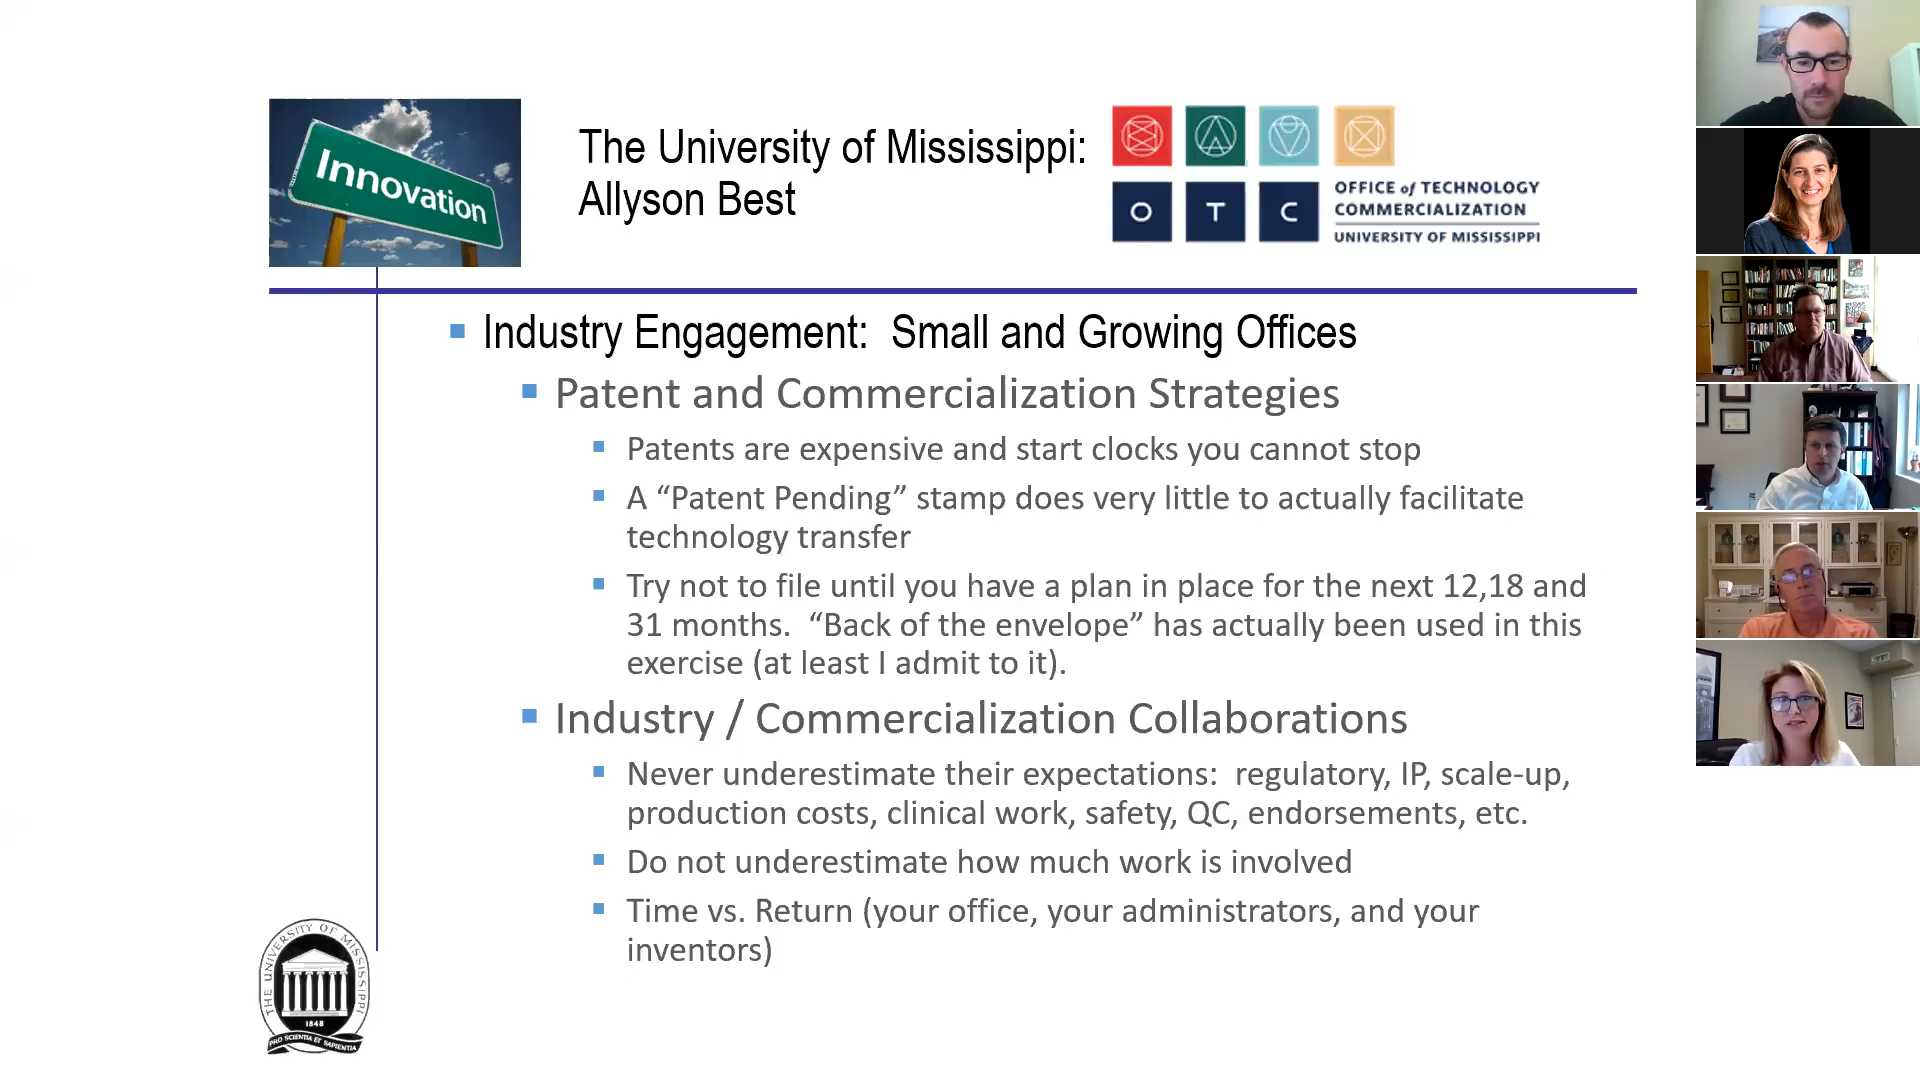 Innovation
The University of Mississippi:
Allyson Best
O T C
OFFICE of TECHNOLOGY
COMMERCIALIZATION
UNIVERSITY OF MISSISSIPPI
Industry Engagement:  Small and Growing Offices
Patent and Commercialization Strategies
Patents are expensive and start clocks you cannot stop
A “Patent Pending” stamp does very little to actually facilitate
technology transfer
Try not to file until you have a plan in place for the next 12,18 and
31 months.  “Back of the envelope” has actually been used in this
exercise (at least I admit to it).
Industry / Commercialization Collaborations
Never underestimate their expectations:  regulatory, IP, scale-up,
production costs, clinical work, safety, QC, endorsements, etc.
Do not underestimate how much work is involved
Time vs. Return (your office, your administrators, and your
inventors)
THE UNIVERSITY OF MISSISSIPPI
1848
PRO SCIENTIA ET SAPIENTIA